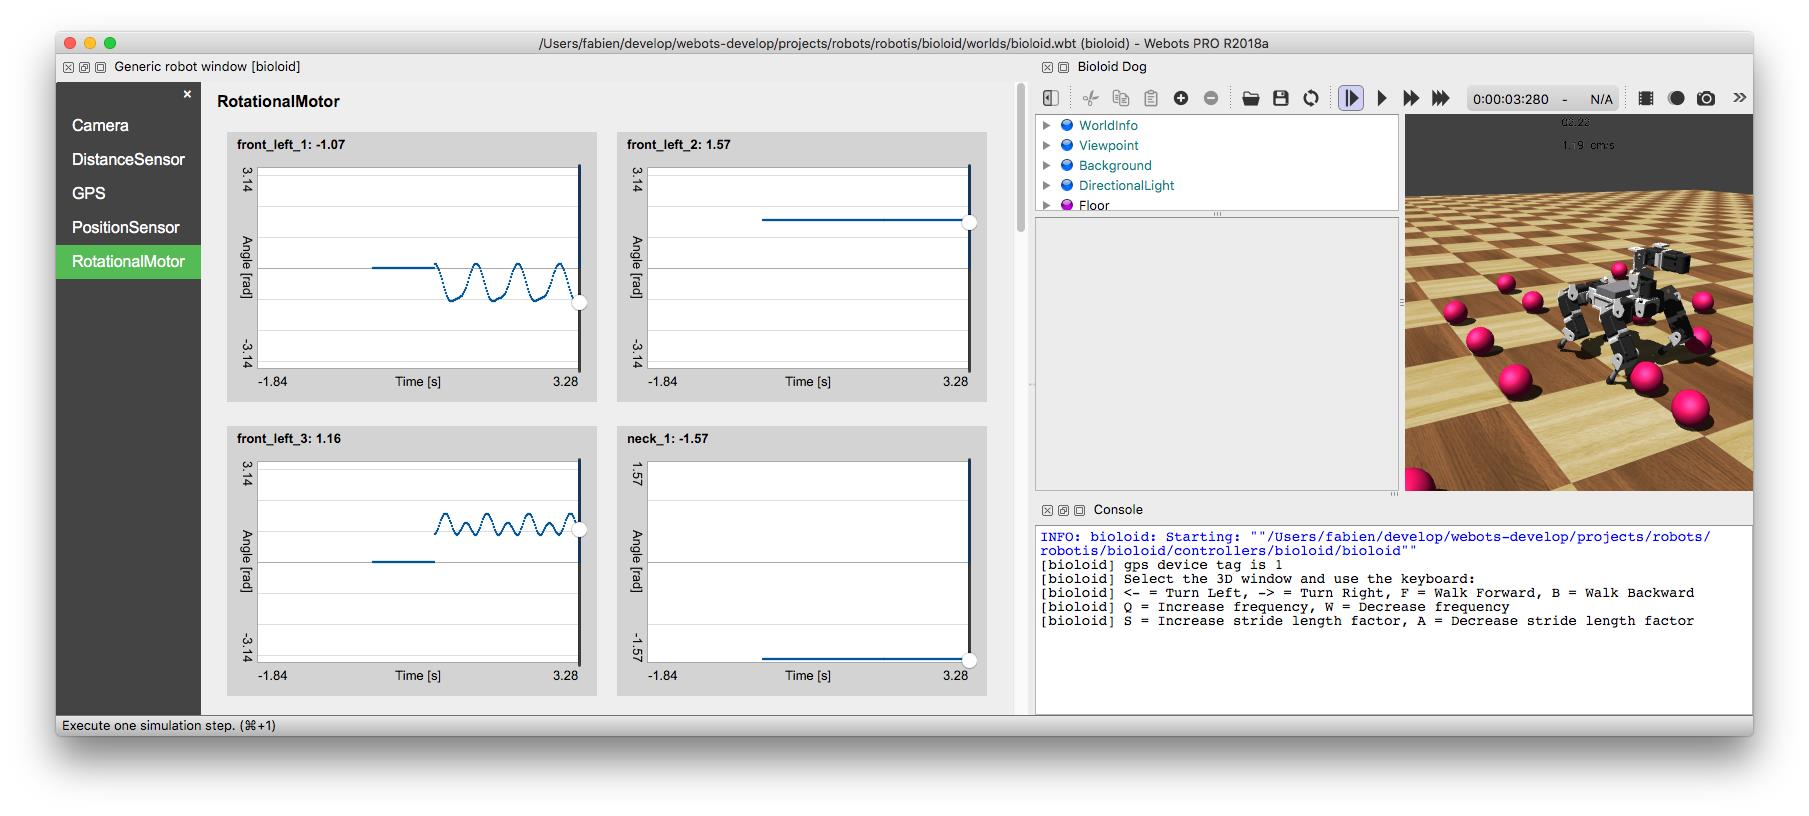 /Users/fabien/develop/webots-develop/projects/robots/robotis/bioloid/worlds/bioloid.wbt (bioloid) - Webots PRO R2018a
Generic robot window [bioloid]
×
Camera
DistanceSensor
GPS
PositionSensor
RotationalMotor
RotationalMotor
front_left_1: -1.07
3.14
Angle [rad]
-3.14
-1.84 Time [s] 3.28
front_left_2: 1.57
3.14
Angle [rad]
-3.14
-1.84 Time [s] 3.28
front_left_3: 1.16
3.14
Angle [rad]
-3.14
-1.84 Time [s] 3.28
neck_1: -1.57
1.57
Angle [rad]
-1.57
-1.84 Time [s] 3.28
Bioloid Dog
0:00:03:280 - N/A
WorldInfo
Viewpoint
Background
DirectionalLight
Floor
cm/s
Console
INFO: bioloid: Starting: ""/Users/fabien/develop/webots-develop/projects/robots/
robotis/bioloid/controllers/bioloid/bioloid""
[bioloid] gps device tag is 1
[bioloid] Select the 3D window and use the keyboard:
[bioloid] <- = Turn Left, -> = Turn Right, F = Walk Forward, B = Walk Backward
[bioloid] Q = Increase frequency, W = Decrease frequency
[bioloid] S = Increase stride length factor, A = Decrease stride length factor
Execute one simulation step. (⌘+1)